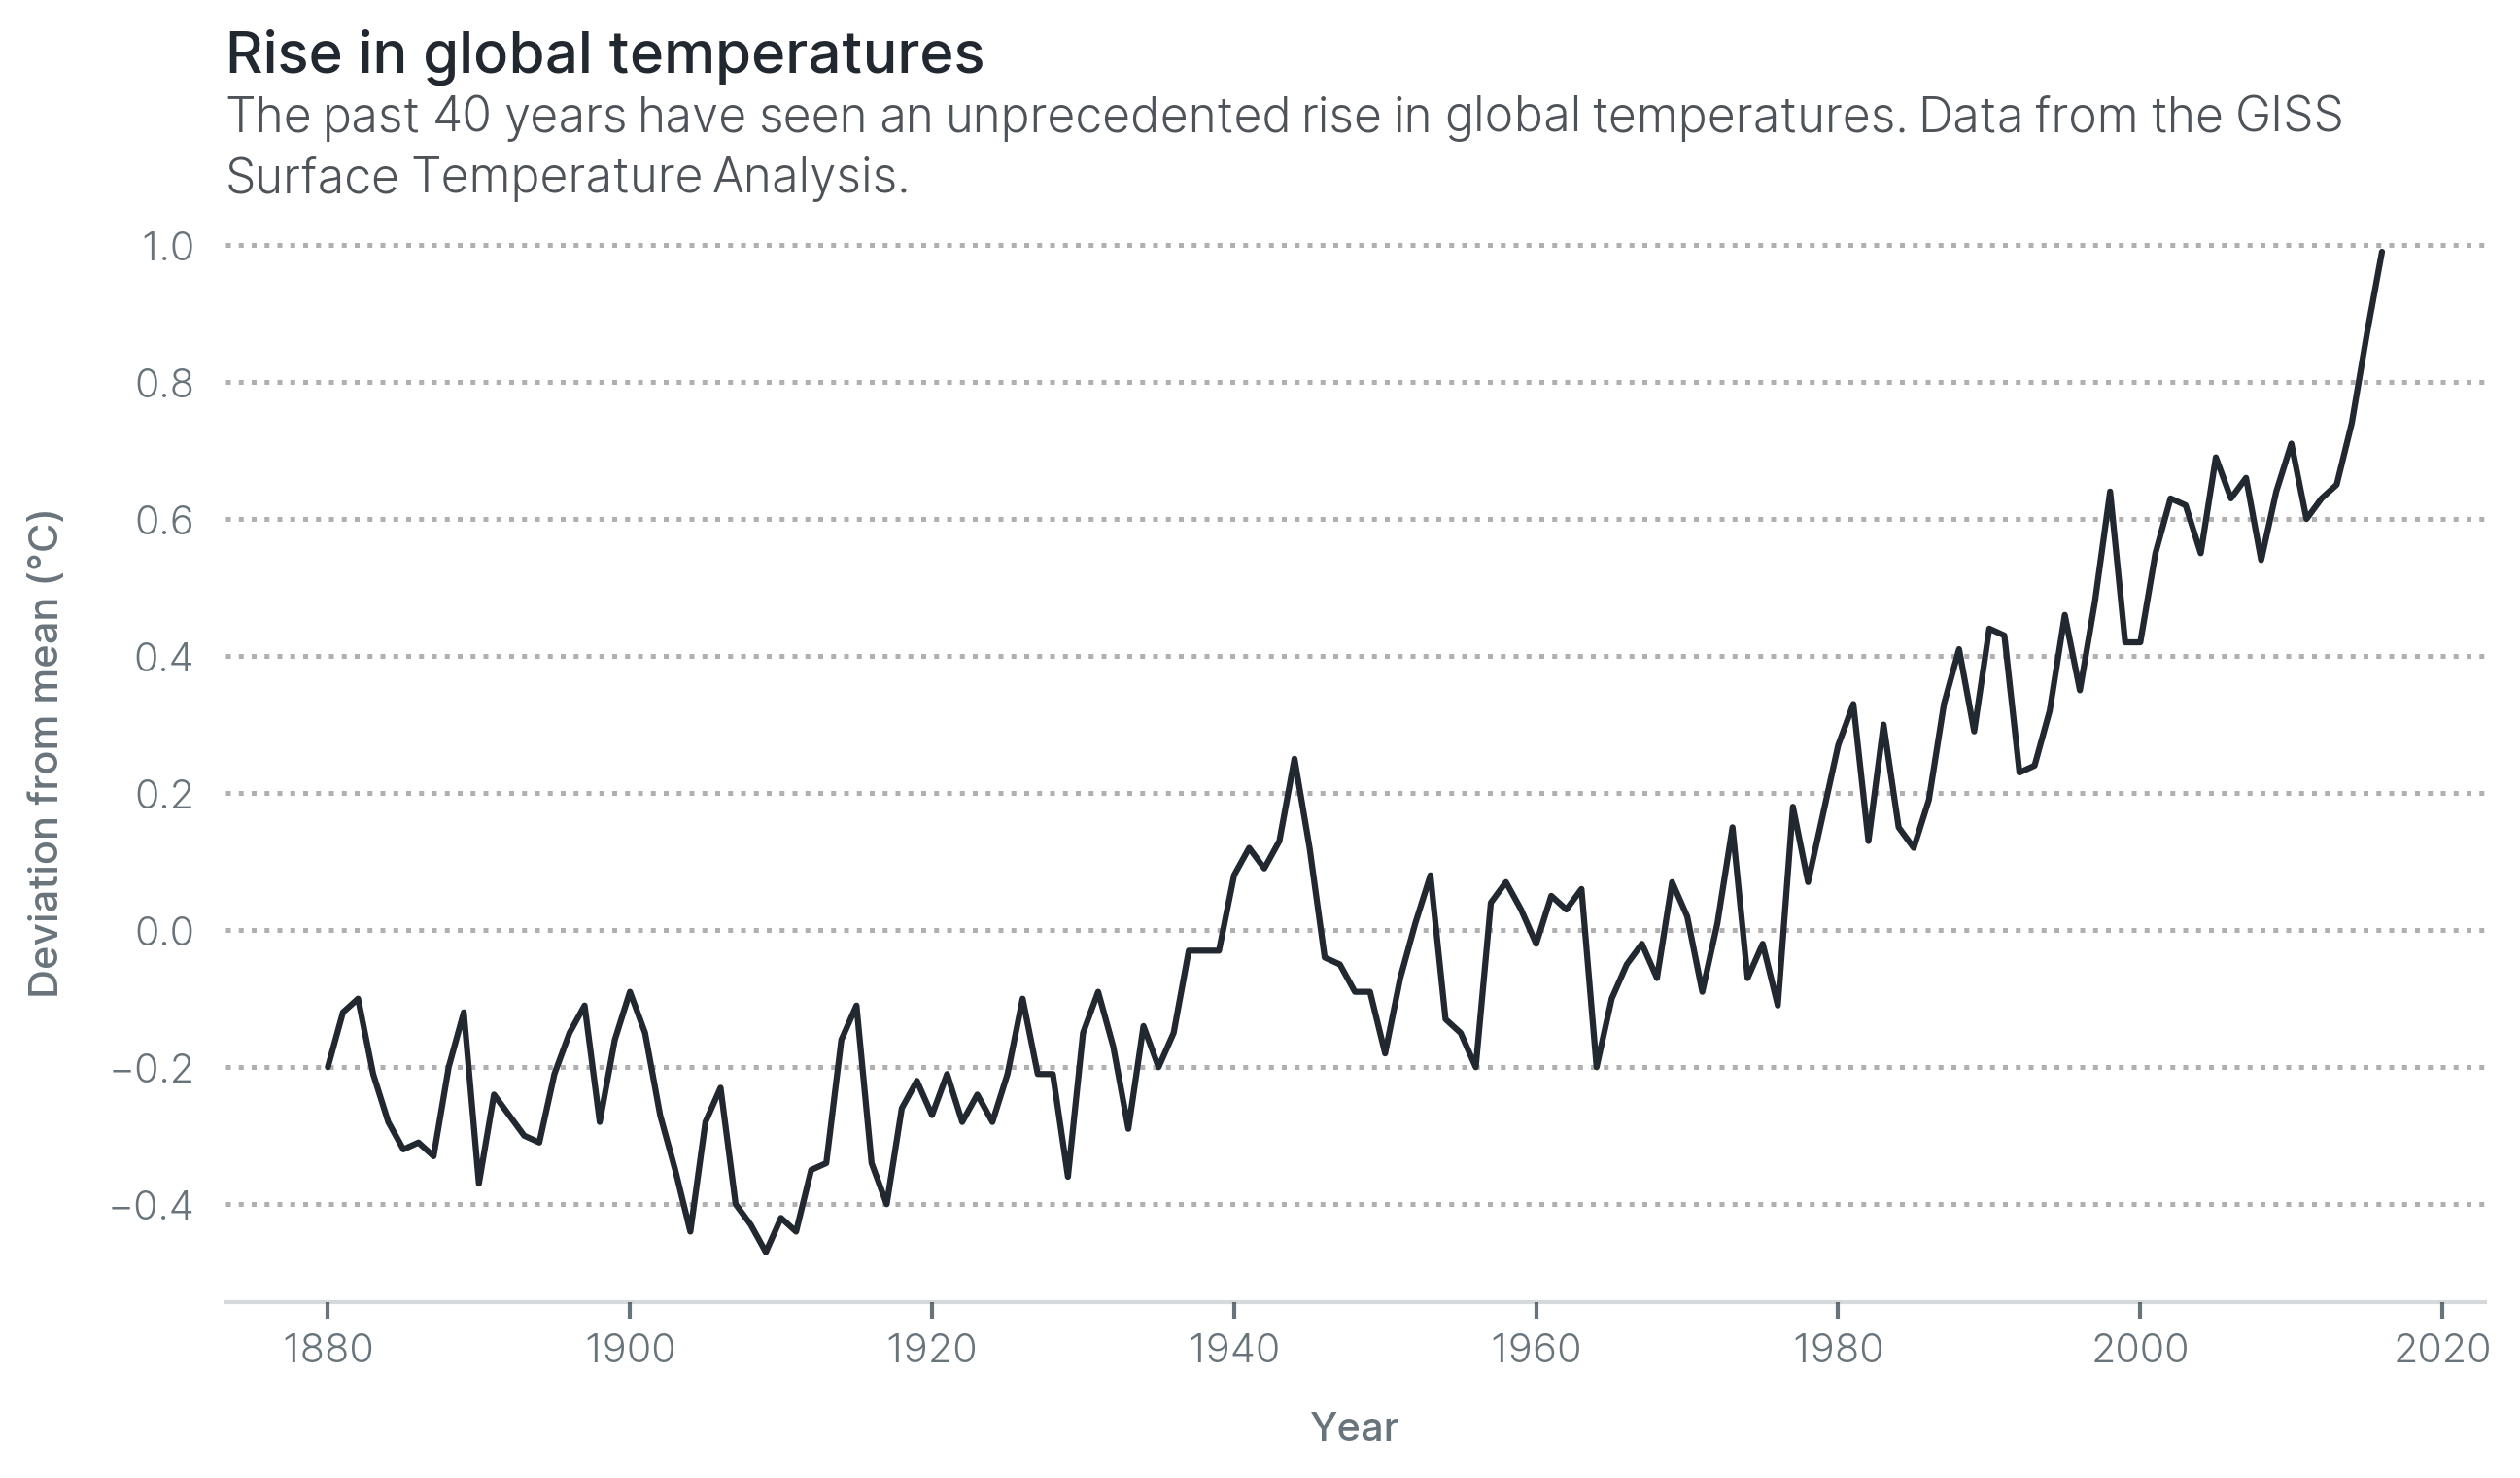 Rise in global temperatures
The past 40 years have seen an unprecedented rise in global temperatures. Data from the GISS
Surface Temperature Analysis.
1.0
0.8
0.6
0.4
0.2
0.0
−0.2
−0.4
Deviation from mean (°C)
1880 1900 1920 1940 1960 1980 2000 2020
Year